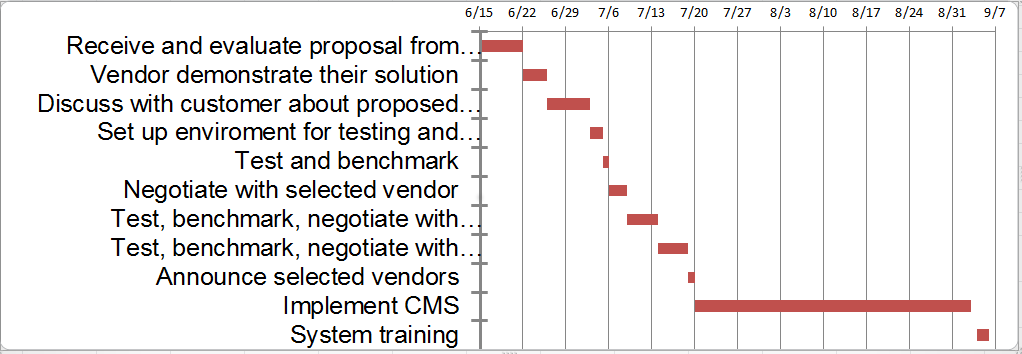 6/15 6/22 6/29 7/6 7/13 7/20 7/27 8/3 8/10 8/17 8/24 8/31 9/7
Receive and evaluate proposal from...
Vendor demonstrate their solution
Discuss with customer about proposed...
Set up enviroment for testing and...
Test and benchmark
Negotiate with selected vendor
Test, benchmark, negotiate with...
Test, benchmark, negotiate with...
Announce selected vendors
Implement CMS
System training